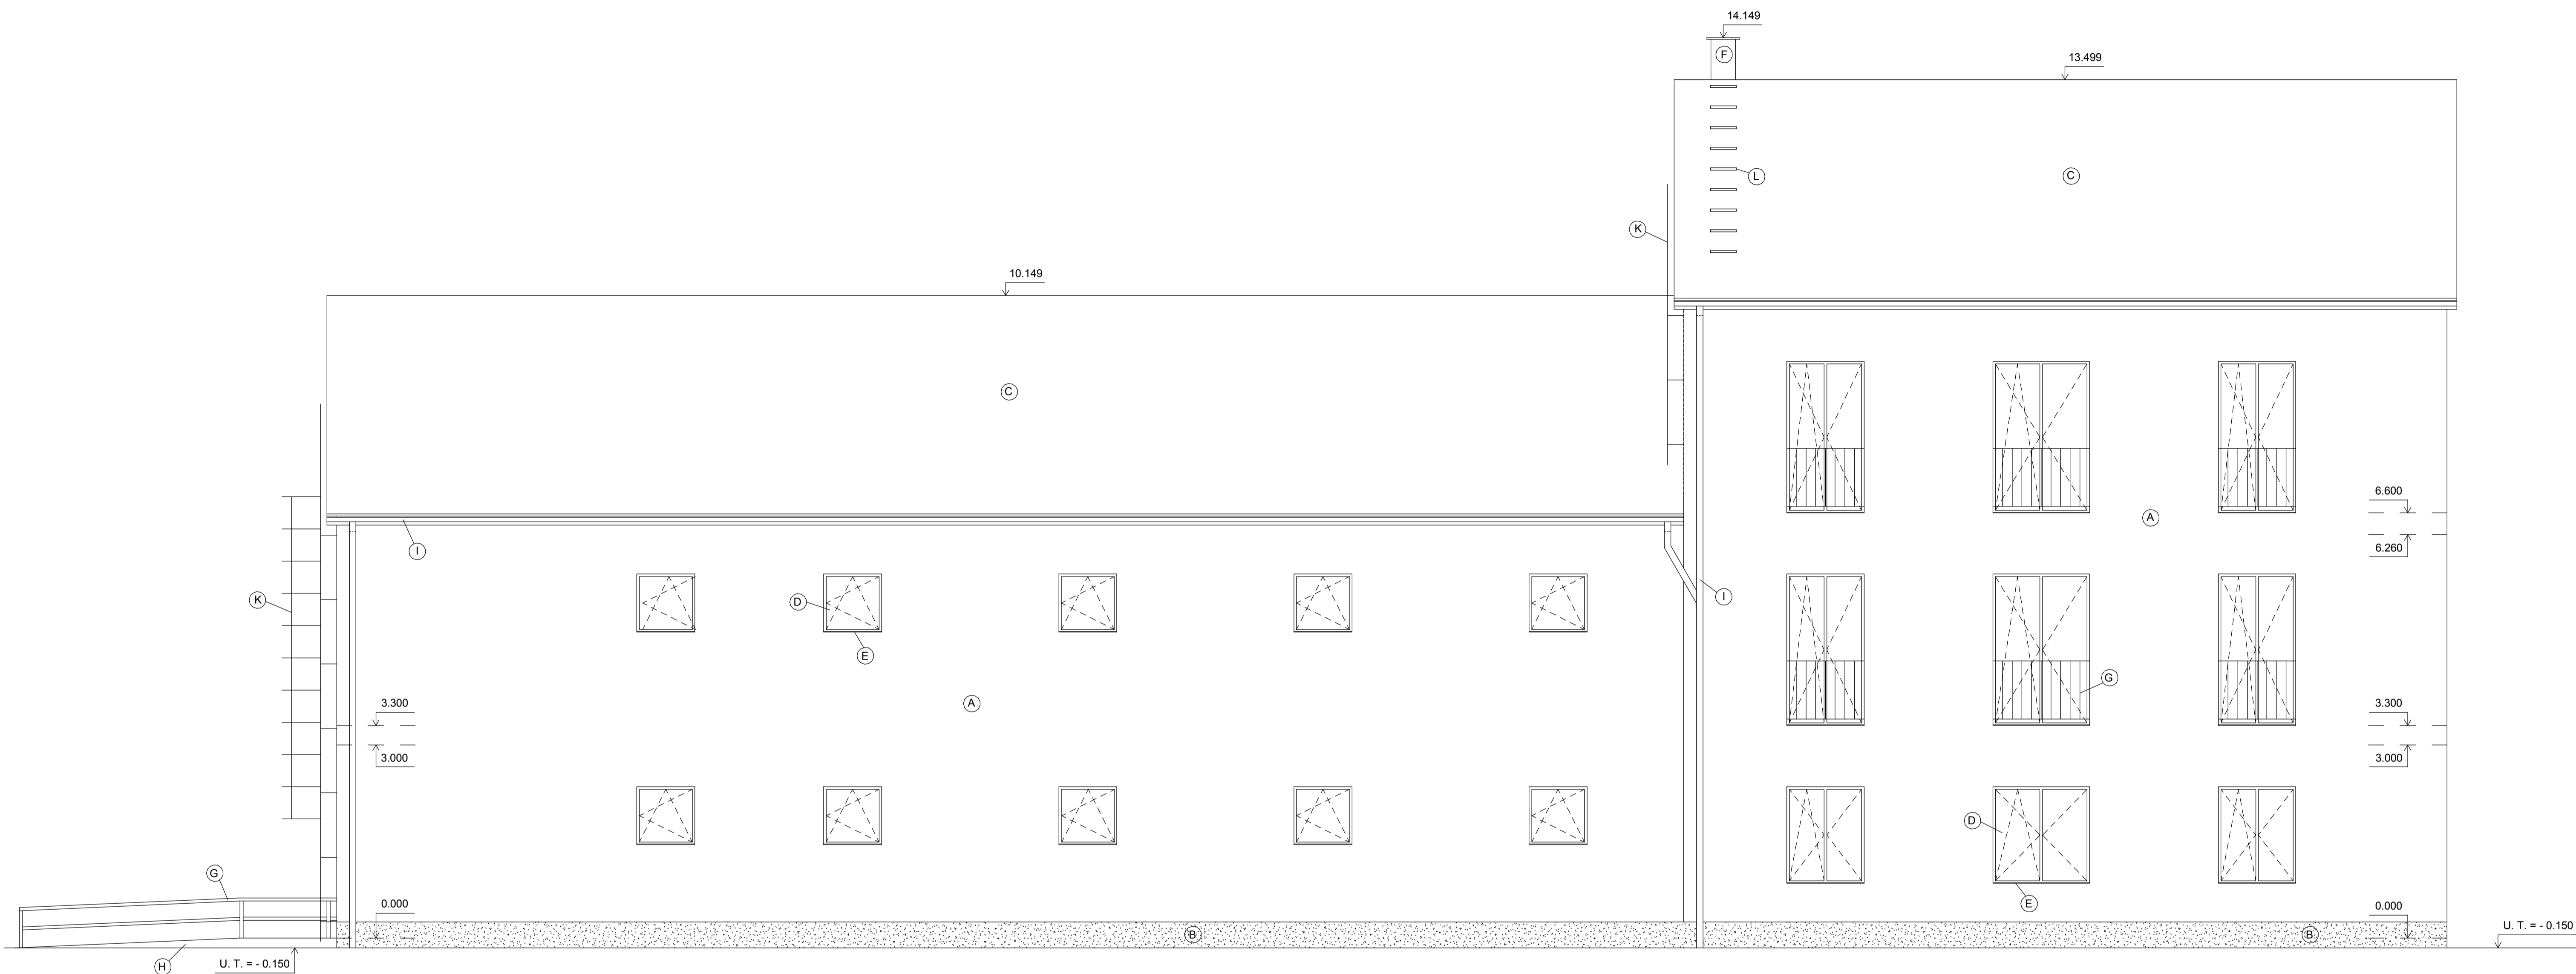 14.149
F
13.499
L
C
K
10.149
C
I
6.600
A
6.260
K
D
I
E
G
3.300
A
3.300
3.000
3.000
D
G
E
0.000
0.000
B
B
U. T. = - 0.150
H
U. T. = - 0.150